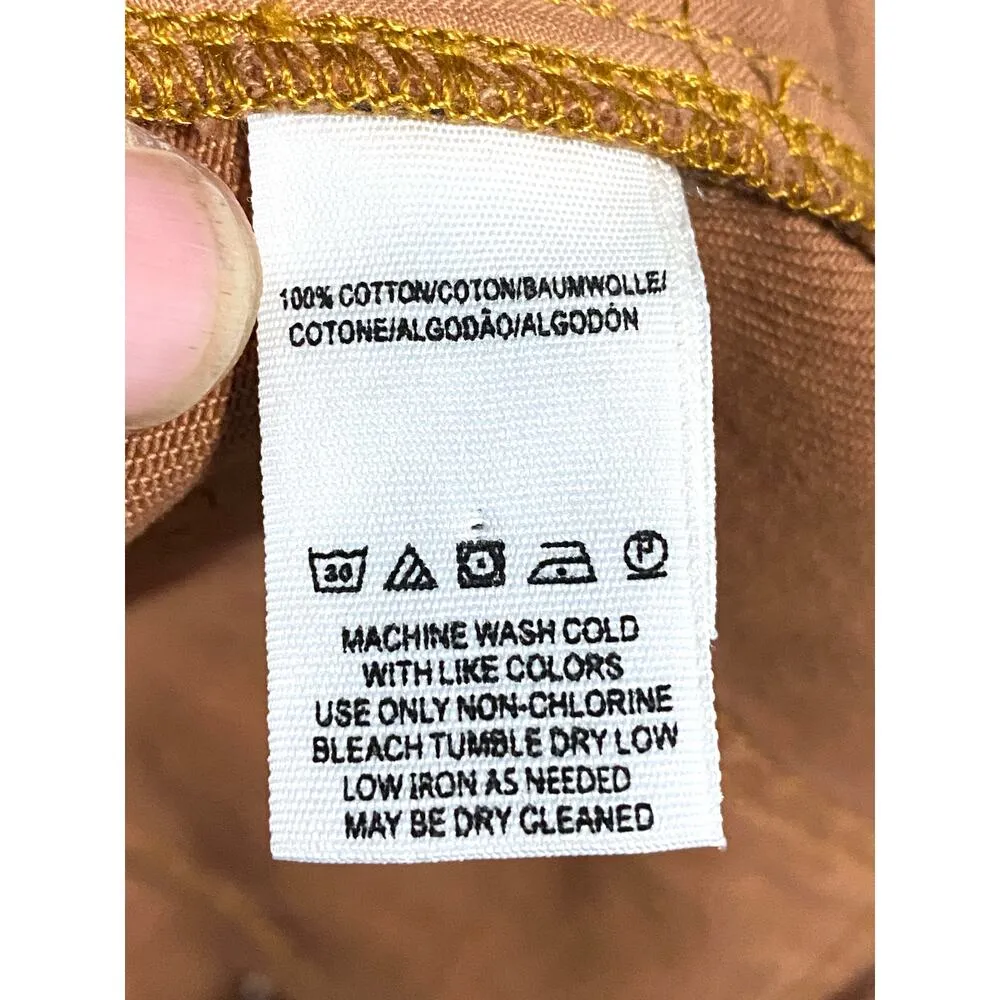 100% COTTON/COTON/BAUMWOLLE/
COTONE/ALGODÃO/ALGODÓN
30 P
MACHINE WASH COLD
WITH LIKE COLORS
USE ONLY NON-CHLORINE
BLEACH TUMBLE DRY LOW
LOW IRON AS NEEDED
MAY BE DRY CLEANED